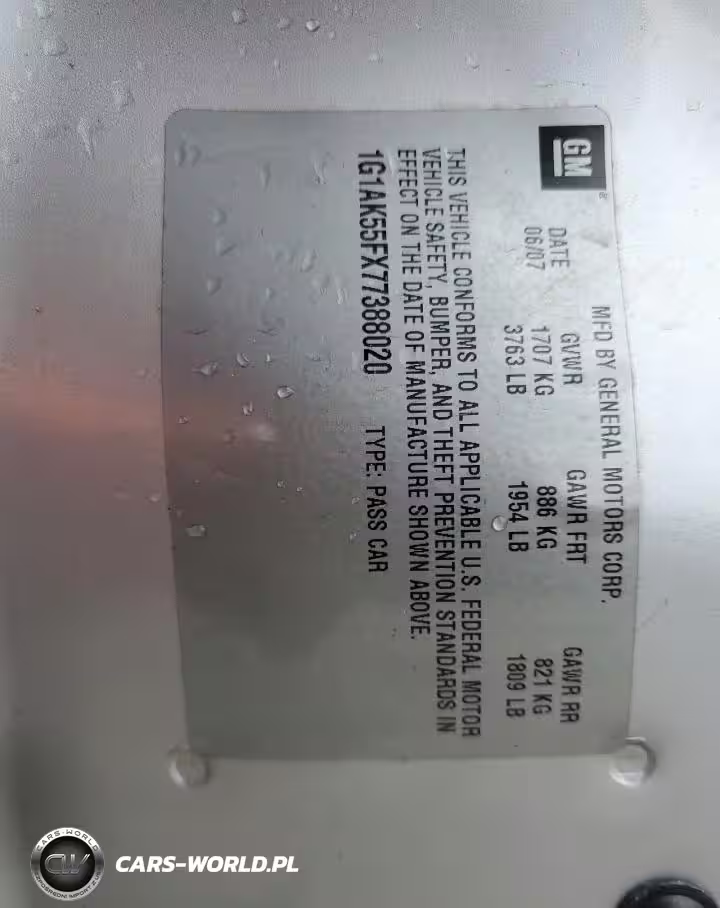 GM
®
MFD BY GENERAL MOTORS CORP.
DATE GVWR GAWR FRT GAWR RR
06/07 1707 KG 886 KG 821 KG
3763 LB 1954 LB 1809 LB
THIS VEHICLE CONFORMS TO ALL APPLICABLE U.S. FEDERAL MOTOR
VEHICLE SAFETY, BUMPER, AND THEFT PREVENTION STANDARDS IN
EFFECT ON THE DATE OF MANUFACTURE SHOWN ABOVE.
1G1AK55FX77388020 TYPE: PASS CAR
CARS-WORLD
CW
CARS-WORLD.PL